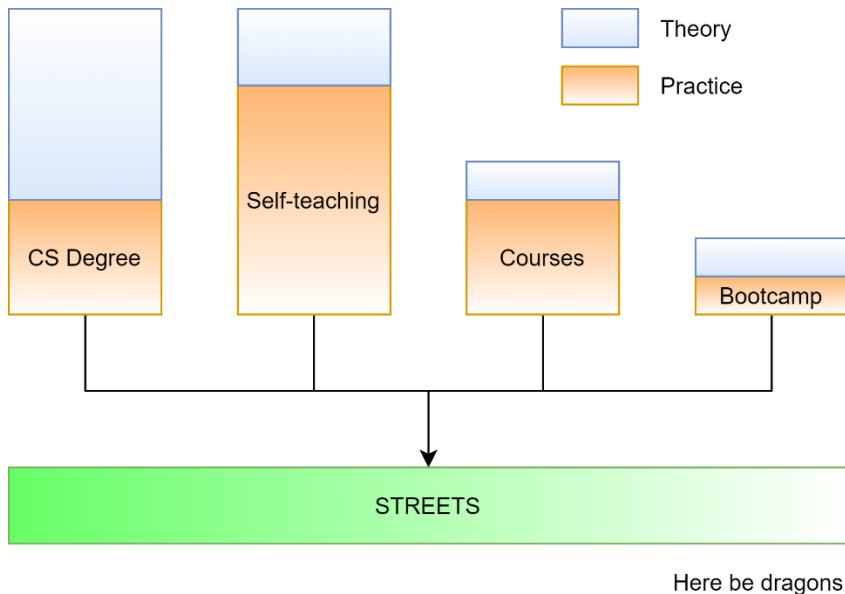 Theory
Practice
Self-teaching
CS Degree
Courses
Bootcamp
STREETS
Here be dragons